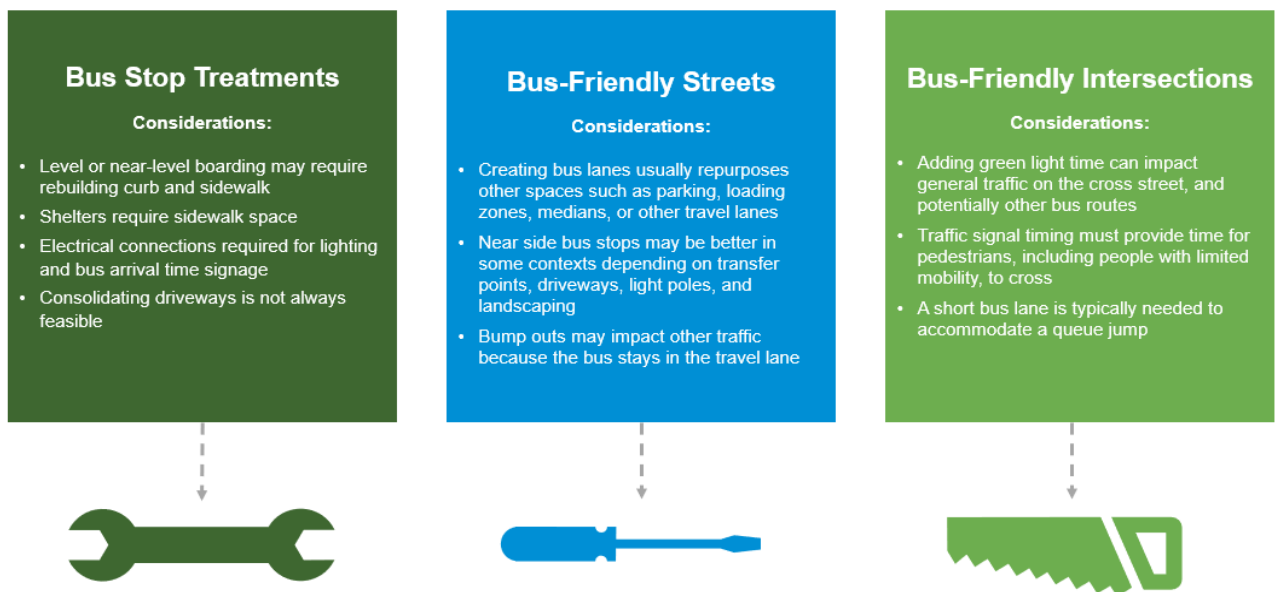 Bus Stop Treatments
Considerations:
• Level or near-level boarding may require
rebuilding curb and sidewalk
• Shelters require sidewalk space
• Electrical connections required for lighting
and bus arrival time signage
• Consolidating driveways is not always
feasible
Bus-Friendly Streets
Considerations:
• Creating bus lanes usually repurposes
other spaces such as parking, loading
zones, medians, or other travel lanes
• Near side bus stops may be better in
some contexts depending on transfer
points, driveways, light poles, and
landscaping
• Bump outs may impact other traffic
because the bus stays in the travel lane
Bus-Friendly Intersections
Considerations:
• Adding green light time can impact
general traffic on the cross street, and
potentially other bus routes
• Traffic signal timing must provide time for
pedestrians, including people with limited
mobility, to cross
• A short bus lane is typically needed to
accommodate a queue jump